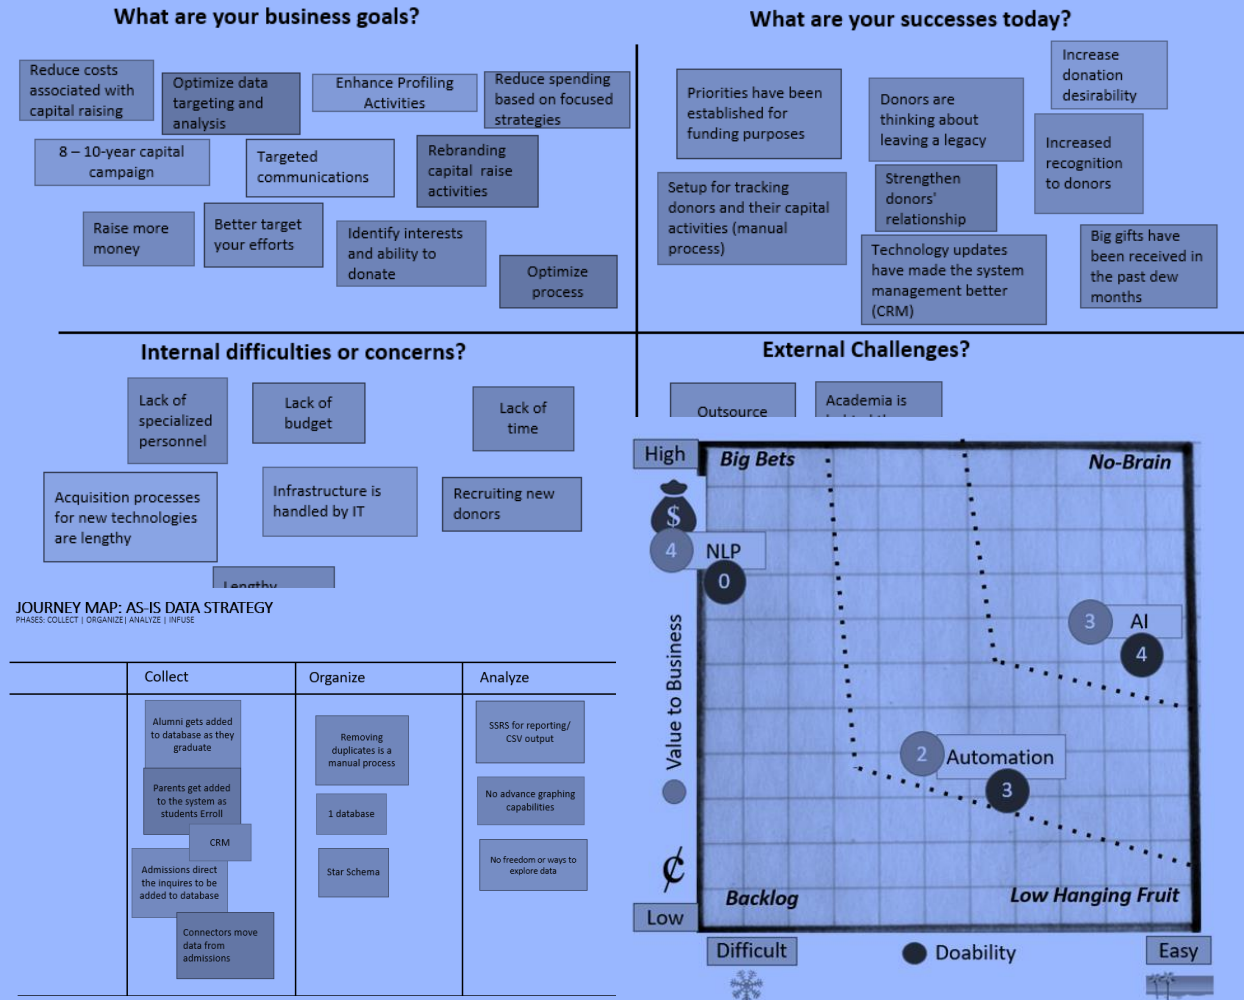 What are your business goals?
Reduce costs
associated with
capital raising
Optimize data
targeting and
analysis
Enhance Profiling
Activities
Reduce spending
based on focused
strategies
8 – 10-year capital
campaign
Targeted
communications
Rebranding
capital raise
activities
Raise more
money
Better target
your efforts
Identify interests
and ability to
donate
Optimize
process
What are your successes today?
Priorities have been
established for
funding purposes
Donors are
thinking about
leaving a legacy
Increase
donation
desirability
Increased
recognition
to donors
Setup for tracking
donors and their capital
activities (manual
process)
Strengthen
donors'
relationship
Technology updates
have made the system
management better
(CRM)
Big gifts have
been received in
the past dew
months
Internal difficulties or concerns?
Lack of
specialized
personnel
Lack of
budget
Lack of
time
Acquisition processes
for new technologies
are lengthy
Infrastructure is
handled by IT
Recruiting new
donors
Lengthy
External Challenges?
Outsource
Academia is
JOURNEY MAP: AS-IS DATA STRATEGY
PHASES: COLLECT | ORGANIZE| ANALYZE | INFUSE
Collect
Organize
Analyze
Alumni gets added
to database as they
graduate
Parents get added
to the system as
students Enroll
CRM
Admissions direct
the inquires to be
added to database
Connectors move
data from
admissions
Removing
duplicates is a
manual process
1 database
Star Schema
SSRS for reporting/
CSV output
No advance graphing
capabilities
No freedom or ways to
explore data
High
Big Bets
No-Brain
$
4 NLP
0
3 AI
4
Value to Business
2 Automation
3
¢
Backlog
Low Hanging Fruit
Low
Difficult
Doability
Easy